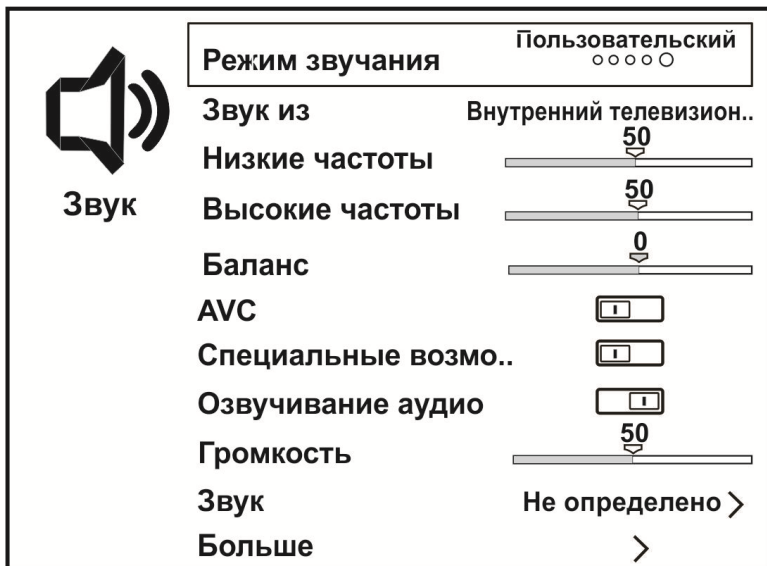 Режим звучания Пользовательский
Звук из Внутренний телевизион..
Низкие частоты 50
Звук
Высокие частоты 50
Баланс 0
AVC
Специальные возмо..
Озвучивание аудио
Громкость 50
Звук Не определено >
Больше >